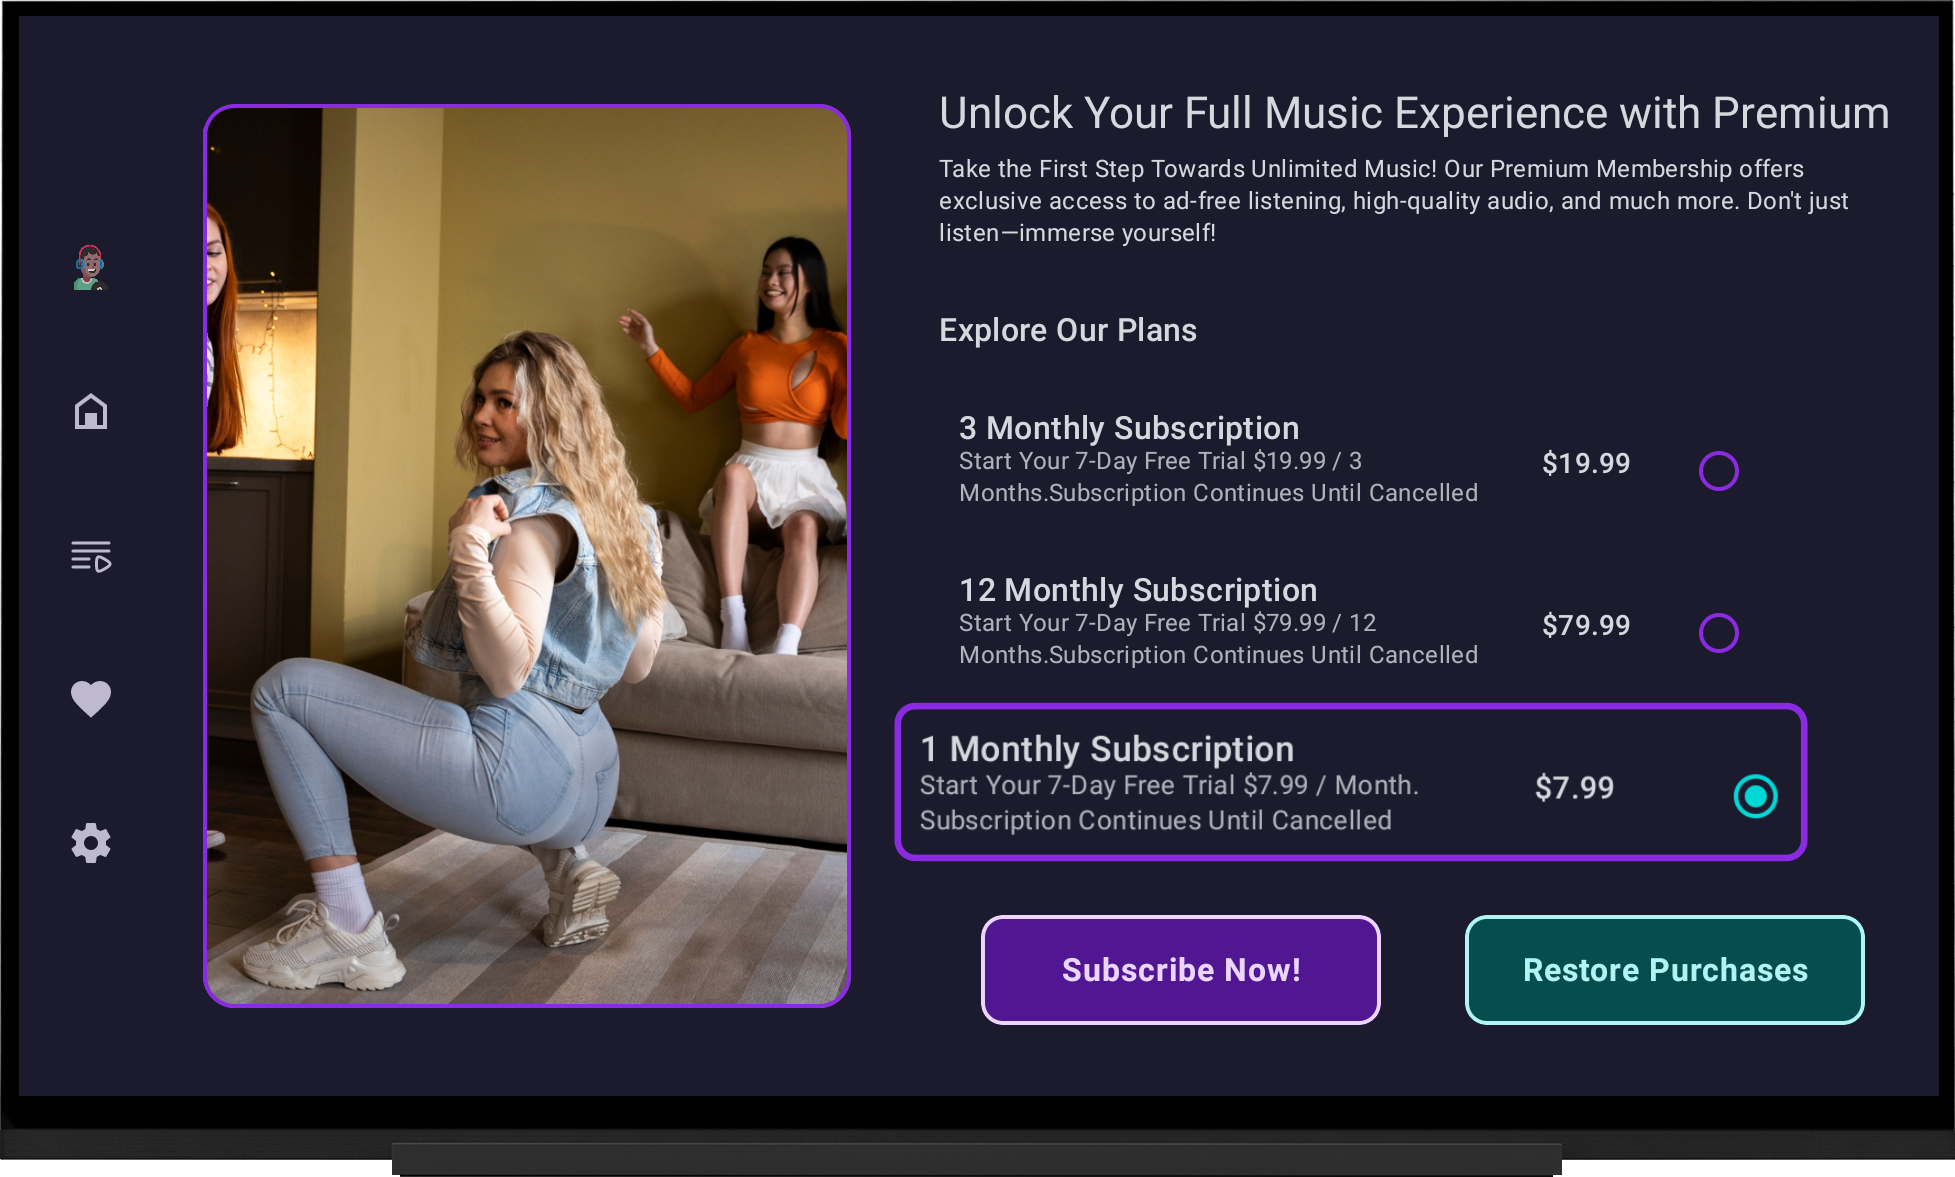 Unlock Your Full Music Experience with Premium
Take the First Step Towards Unlimited Music! Our Premium Membership offers
exclusive access to ad-free listening, high-quality audio, and much more. Don't just
listen—immerse yourself!
Explore Our Plans
3 Monthly Subscription
Start Your 7-Day Free Trial $19.99 / 3
Months.Subscription Continues Until Cancelled
$19.99
12 Monthly Subscription
Start Your 7-Day Free Trial $79.99 / 12
Months.Subscription Continues Until Cancelled
$79.99
1 Monthly Subscription
Start Your 7-Day Free Trial $7.99 / Month.
Subscription Continues Until Cancelled
$7.99
Subscribe Now!
Restore Purchases